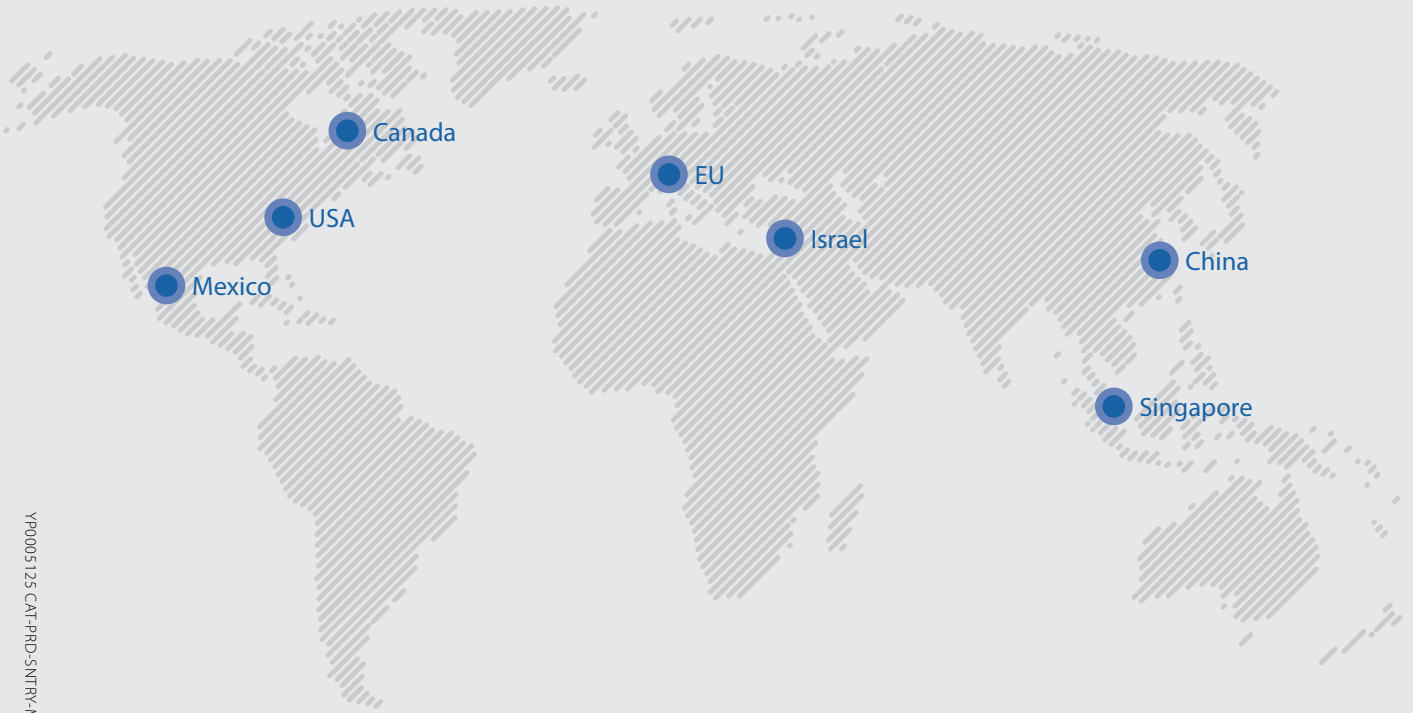 Canada
EU
USA
Israel
China
Mexico
Singapore
YP0005125 CAT-PRD-SNTRY-